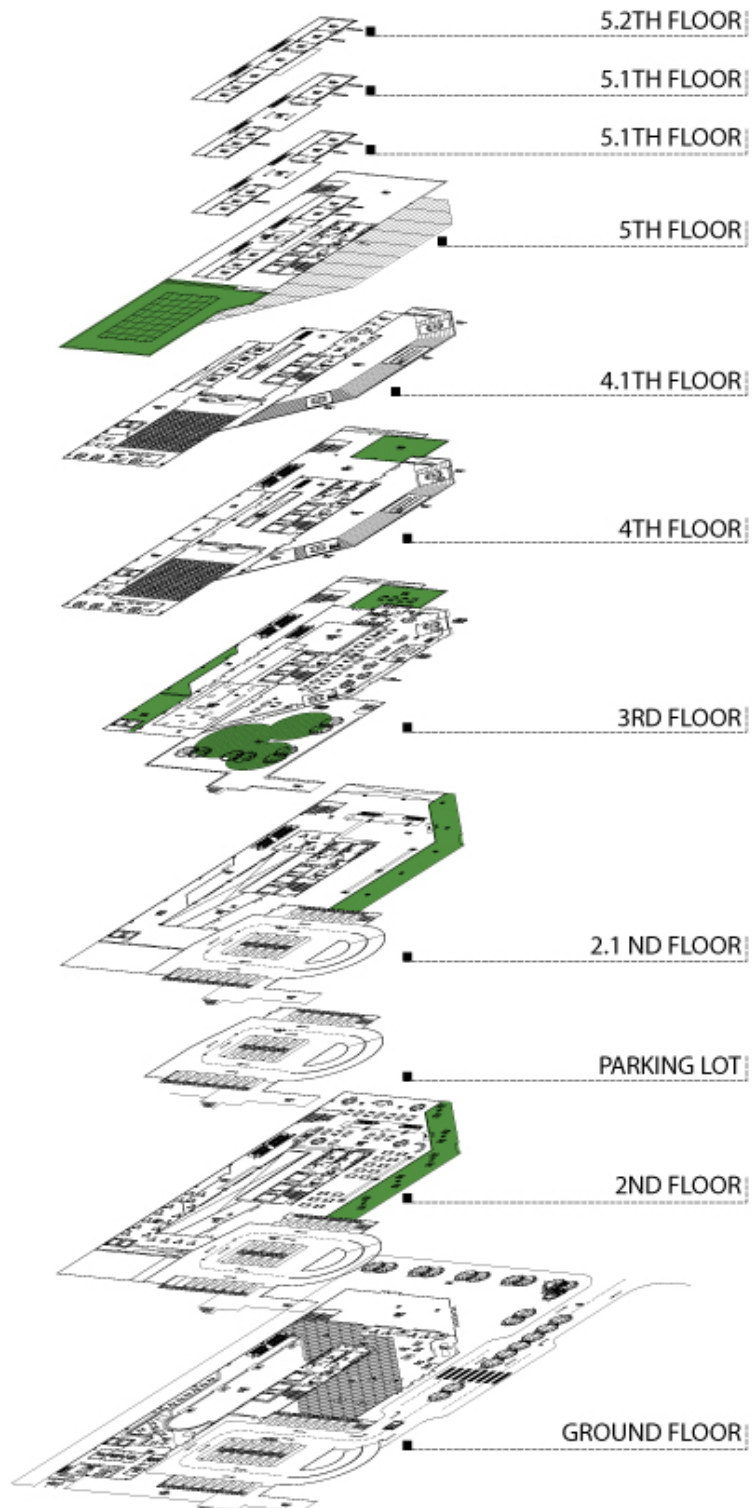 5.2TH FLOOR
5.1TH FLOOR
5.1TH FLOOR
5TH FLOOR
4.1TH FLOOR
4TH FLOOR
3RD FLOOR
2.1 ND FLOOR
PARKING LOT
2ND FLOOR
GROUND FLOOR